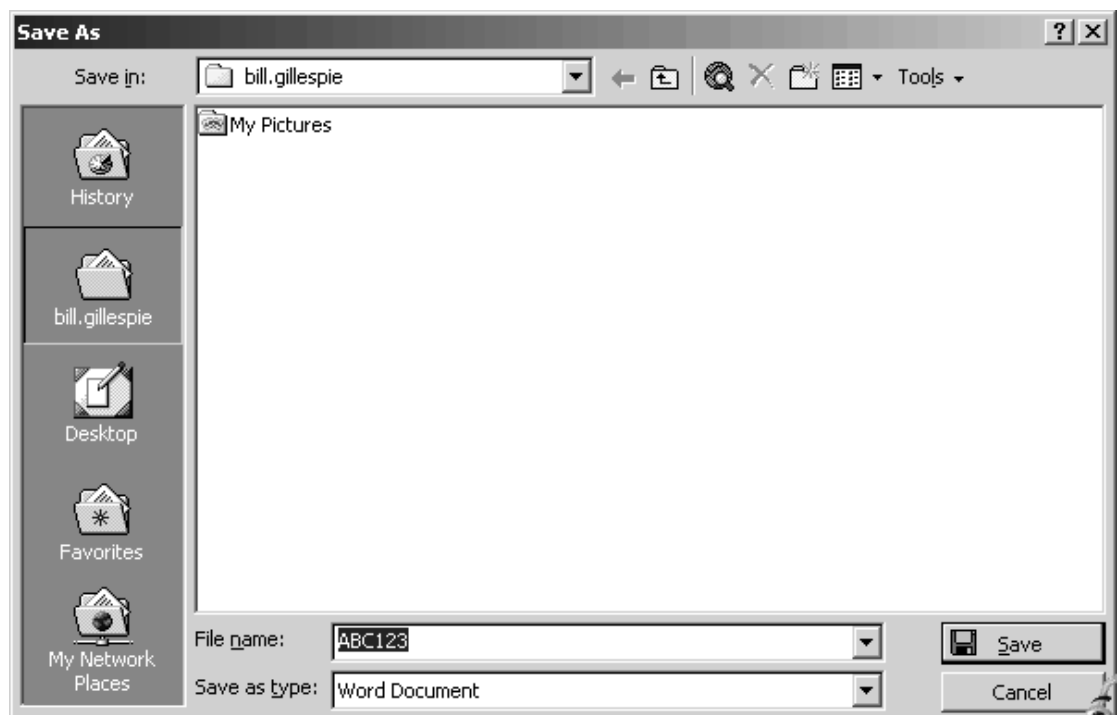 Save As
Save in:
bill.gillespie
Tools
My Pictures
History
bill.gillespie
Desktop
Favorites
My Network
Places
File name:
ABC123
Save
Save as type:
Word Document
Cancel